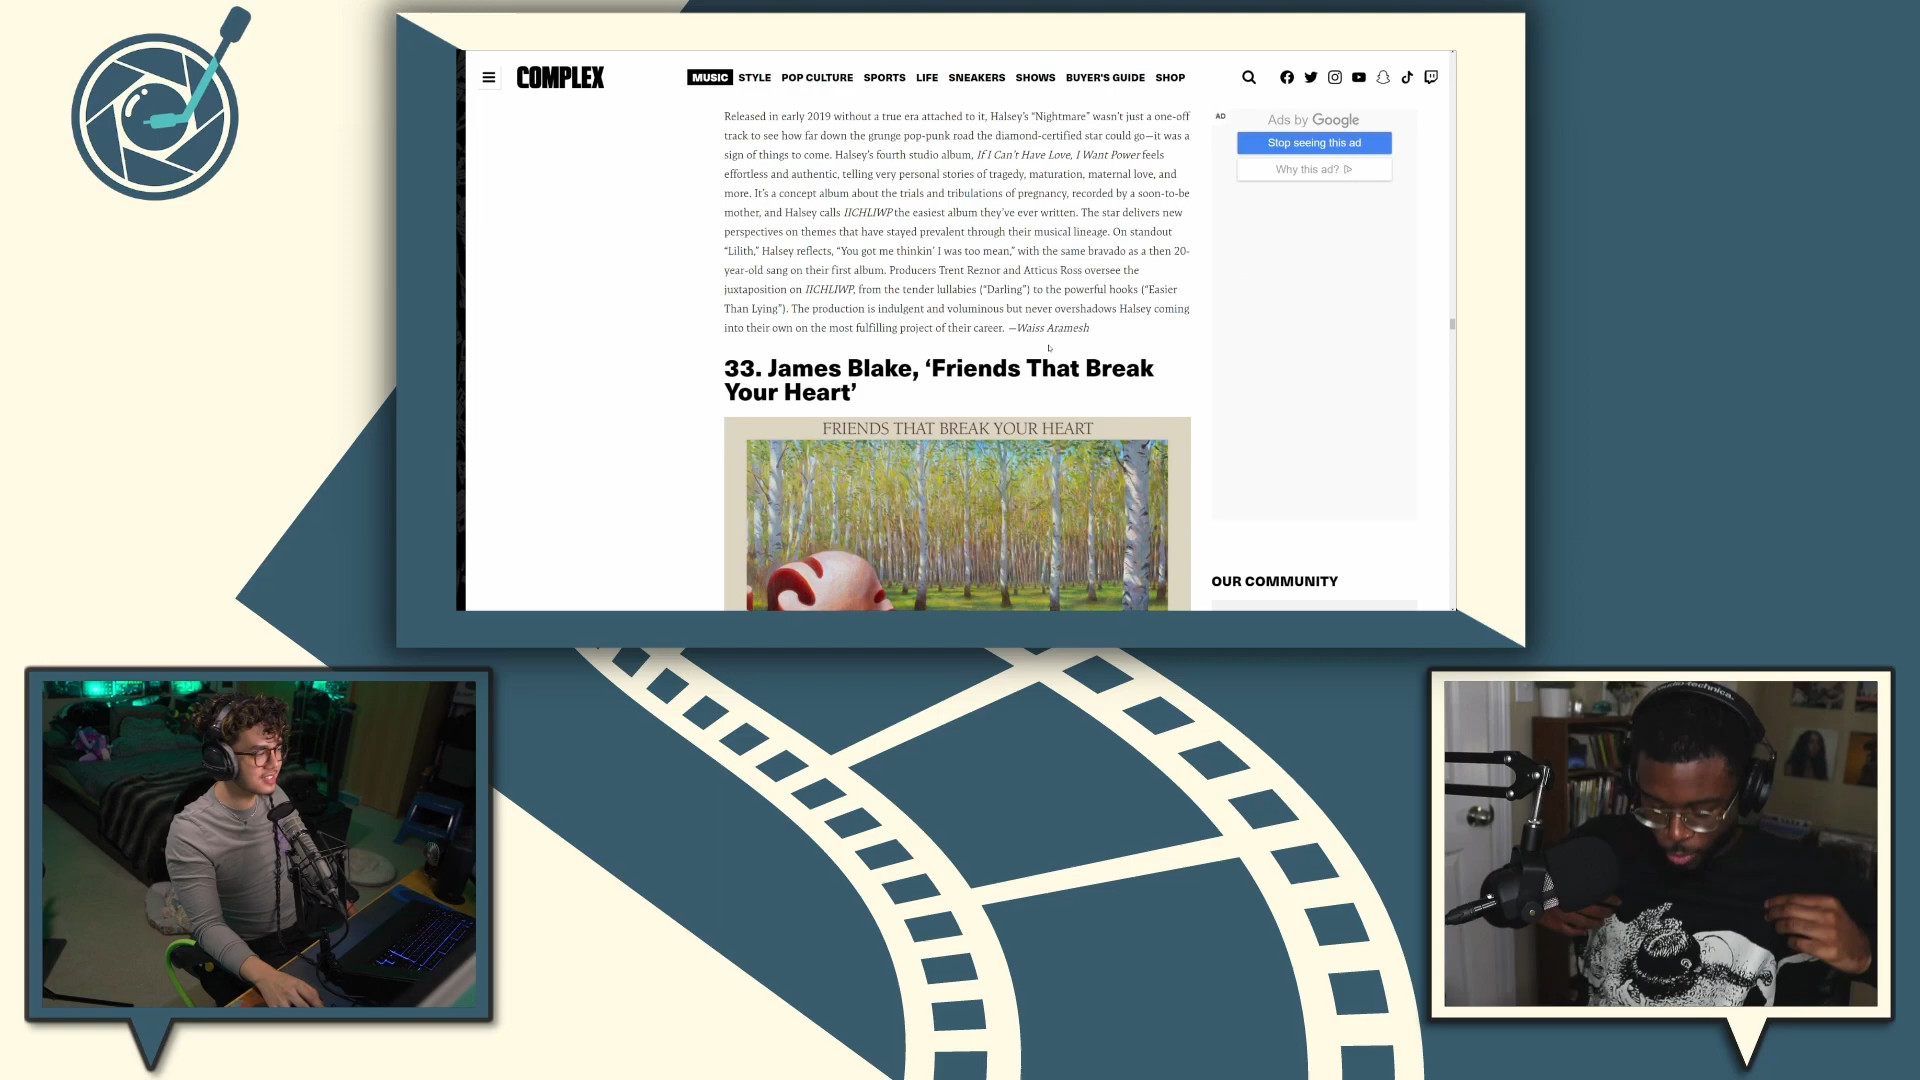 COMPLEX
MUSIC STYLE POP CULTURE SPORTS LIFE SNEAKERS SHOWS BUYER'S GUIDE SHOP
Released in early 2019 without a true era attached to it, Halsey's “Nightmare” wasn't just a one-off
track to see how far down the grunge pop-punk road the diamond-certified star could go—it was a
sign of things to come. Halsey's fourth studio album, If I Can't Have Love, I Want Power feels
effortless and authentic, telling very personal stories of tragedy, maturation, maternal love, and
more. It's a concept album about the trials and tribulations of pregnancy, recorded by a soon-to-be
mother, and Halsey calls IICHLIWP the easiest album they've ever written. The star delivers new
perspectives on themes that have stayed prevalent through their musical lineage. On standout
“Lilith,” Halsey reflects, “You got me thinkin' I was too mean,” with the same bravado as a then 20-
year-old sang on their first album. Producers Trent Reznor and Atticus Ross oversee the
juxtaposition on IICHLIWP, from the tender lullabies (“Darling”) to the powerful hooks (“Easier
Than Lying”). The production is indulgent and voluminous but never overshadows Halsey coming
into their own on the most fulfilling project of their career. —Waiss Aramesh
33. James Blake, ‘Friends That Break
Your Heart’
FRIENDS THAT BREAK YOUR HEART
AD
Ads by Google
Stop seeing this ad
Why this ad?
OUR COMMUNITY
audio-technica